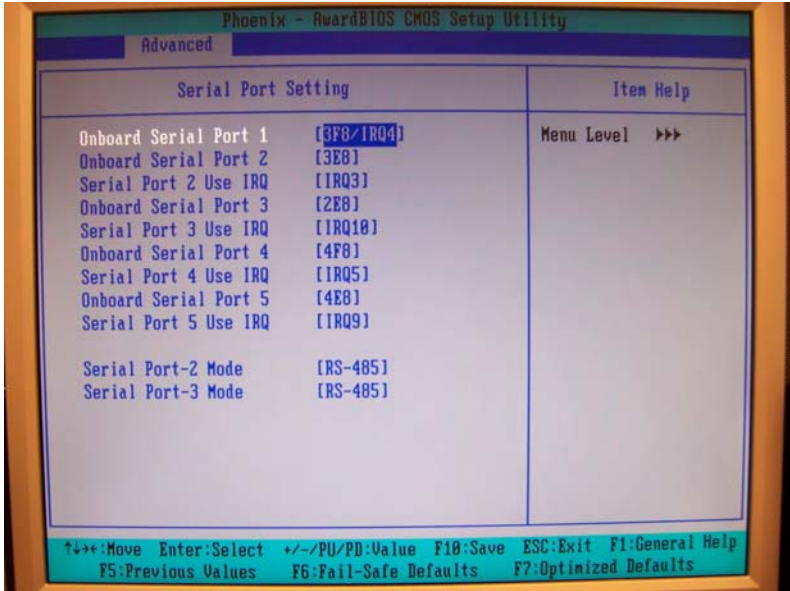 Phoenix - AwardBIOS CMOS Setup Utility
Advanced
Serial Port Setting
Item Help
Onboard Serial Port 1 [3F8/IRQ4]
Menu Level ▶▶▶
Onboard Serial Port 2 [3E8]
Serial Port 2 Use IRQ [IRQ3]
Onboard Serial Port 3 [2E8]
Serial Port 3 Use IRQ [IRQ10]
Onboard Serial Port 4 [4F8]
Serial Port 4 Use IRQ [IRQ5]
Onboard Serial Port 5 [4E8]
Serial Port 5 Use IRQ [IRQ9]
Serial Port-2 Mode [RS-485]
Serial Port-3 Mode [RS-485]
↑↓→←:Move Enter:Select +/-/PU/PD:Value F10:Save ESC:Exit F1:General Help
F5:Previous Values F6:Fail-Safe Defaults F7:Optimized Defaults